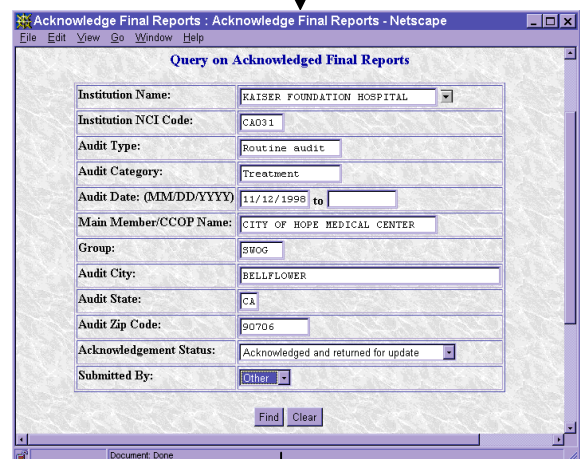 Acknowledge Final Reports : Acknowledge Final Reports - Netscape
File Edit View Go Window Help
Query on Acknowledged Final Reports
Institution Name: KAISER FOUNDATION HOSPITAL
Institution NCI Code: CA031
Audit Type: Routine audit
Audit Category: Treatment
Audit Date: (MM/DD/YYYY) 11/12/1998 to
Main Member/CCOP Name: CITY OF HOPE MEDICAL CENTER
Group: SWOG
Audit City: BELLFLOWER
Audit State: CA
Audit Zip Code: 90706
Acknowledgement Status: Acknowledged and returned for update
Submitted By: Other
Find Clear
Document: Done